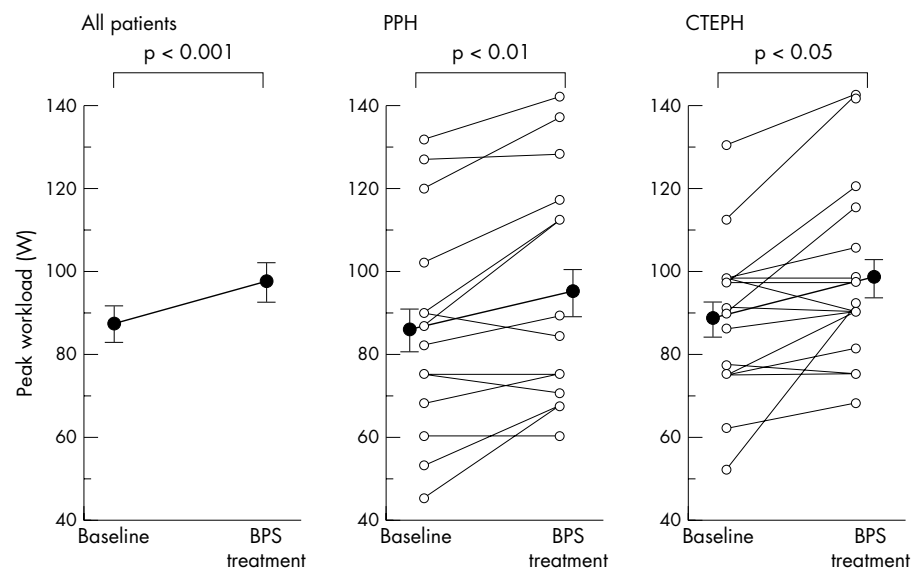 All patients
p < 0.001
140
120
100
80
60
40
Peak workload (W)
Baseline
BPS
treatment
PPH
p < 0.01
140
120
100
80
60
40
Baseline
BPS
treatment
CTEPH
p < 0.05
140
120
100
80
60
40
Baseline
BPS
treatment